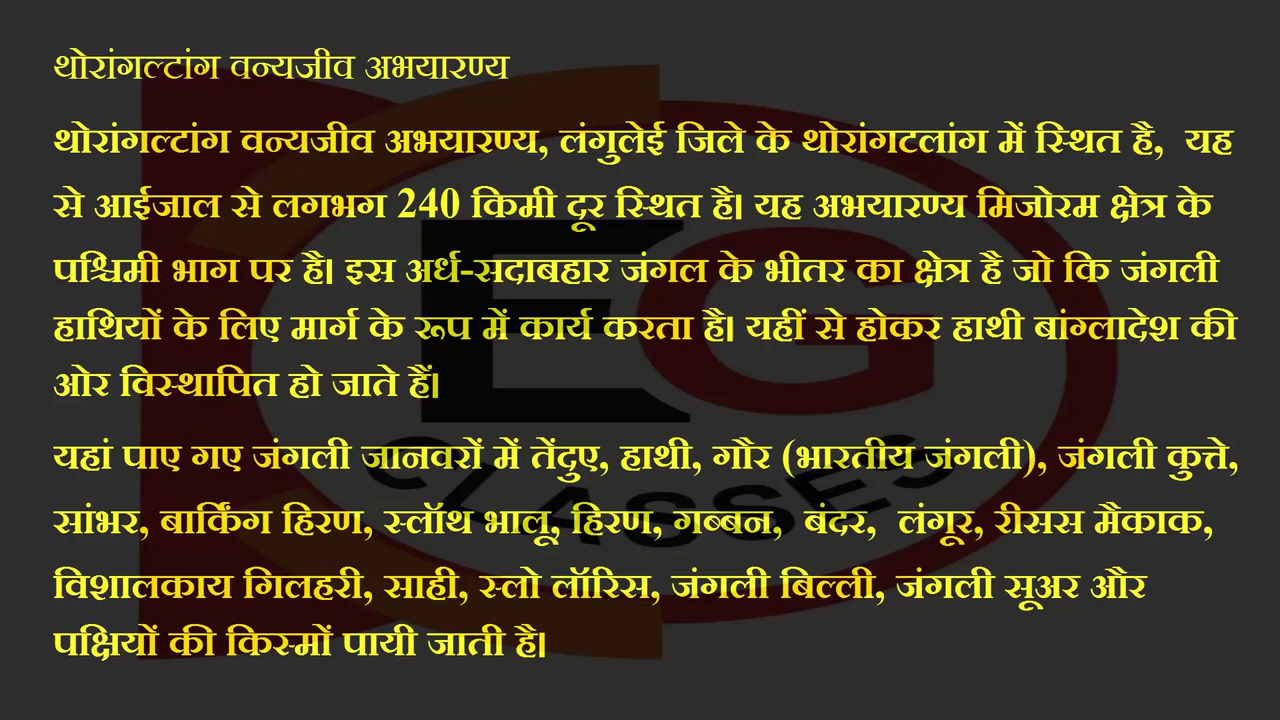 थोरांगल्टांग वन्यजीव अभयारण्य
थोरांगल्टांग वन्यजीव अभयारण्य, लंगुलेई जिले के थोरांगटलांग में स्थित है, यह
से आईजाल से लगभग 240 किमी दूर स्थित है। यह अभयारण्य मिजोरम क्षेत्र के
पश्चिमी भाग पर है। इस अर्ध-सदाबहार जंगल के भीतर का क्षेत्र है जो कि जंगली
हाथियों के लिए मार्ग के रूप में कार्य करता है। यहीं से होकर हाथी बांग्लादेश की
ओर विस्थापित हो जाते हैं।
यहां पाए गए जंगली जानवरों में तेंदुए, हाथी, गौर (भारतीय जंगली), जंगली कुत्ते,
सांभर, बार्किंग हिरण, स्लॉथ भालू, हिरण, गब्बन, बंदर, लंगूर, रीसस मैकाक,
विशालकाय गिलहरी, साही, स्लो लॉरिस, जंगली बिल्ली, जंगली सूअर और
पक्षियों की किस्मों पायी जाती है।
EG
CLASSES